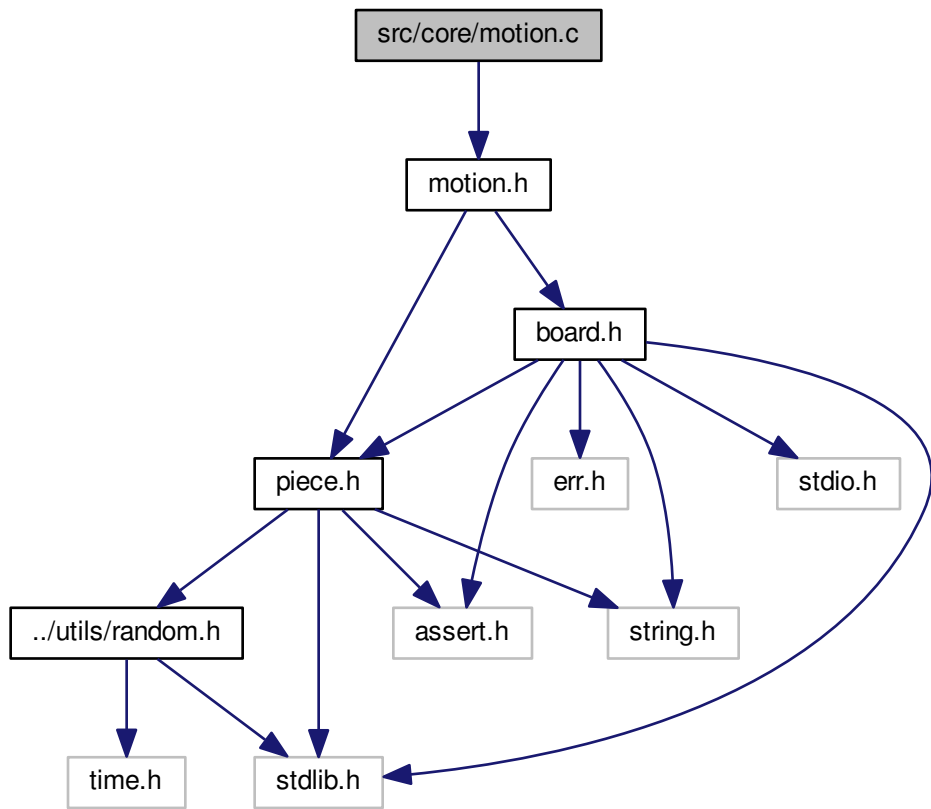 src/core/motion.c
motion.h
board.h
piece.h
err.h
stdio.h
../utils/random.h
assert.h
string.h
time.h
stdlib.h